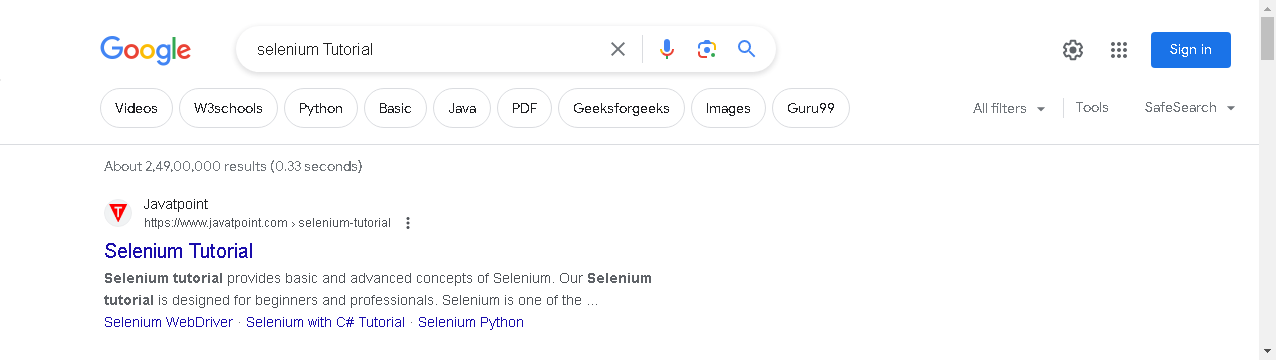 Google
selenium Tutorial
Sign in
Videos W3schools Python Basic Java PDF Geeksforgeeks Images Guru99 All filters Tools SafeSearch
About 2,49,00,000 results (0.33 seconds)
T
Javatpoint
https://www.javatpoint.com › selenium-tutorial
Selenium Tutorial
Selenium tutorial provides basic and advanced concepts of Selenium. Our Selenium
tutorial is designed for beginners and professionals. Selenium is one of the ...
Selenium WebDriver · Selenium with C# Tutorial · Selenium Python